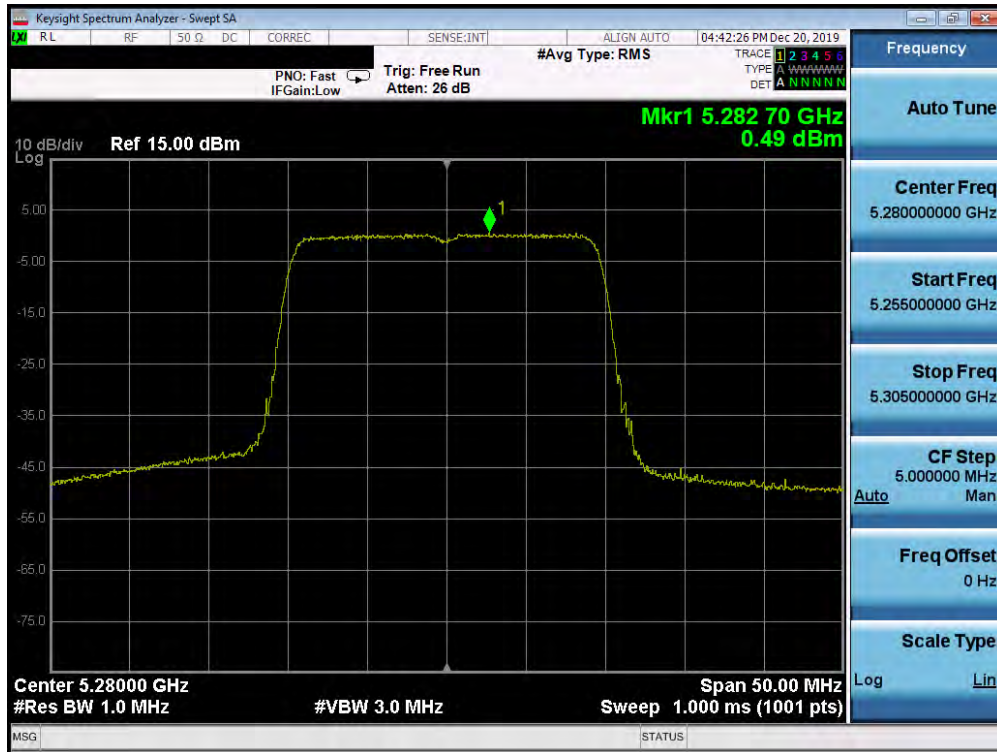 Keysight Spectrum Analyzer - Swept SA
LXI RL RF 50 Ω DC CORREC SENSE:INT ALIGN AUTO 04:42:26 PM Dec 20, 2019
#Avg Type: RMS TRACE 1 2 3 4 5 6
PNO: Fast Trig: Free Run TYPE A WWWWW
IFGain:Low Atten: 26 dB DET A N N N N N
Mkr1 5.282 70 GHz
0.49 dBm
10 dB/div Ref 15.00 dBm
Log
1
5.00
-5.00
-15.0
-25.0
-35.0
-45.0
-55.0
-65.0
-75.0
Center 5.28000 GHz Span 50.00 MHz
#Res BW 1.0 MHz #VBW 3.0 MHz Sweep 1.000 ms (1001 pts)
MSG STATUS
Frequency
Auto Tune
Center Freq
5.280000000 GHz
Start Freq
5.255000000 GHz
Stop Freq
5.305000000 GHz
CF Step
5.000000 MHz
Auto Man
Freq Offset
0 Hz
Scale Type
Log Lin